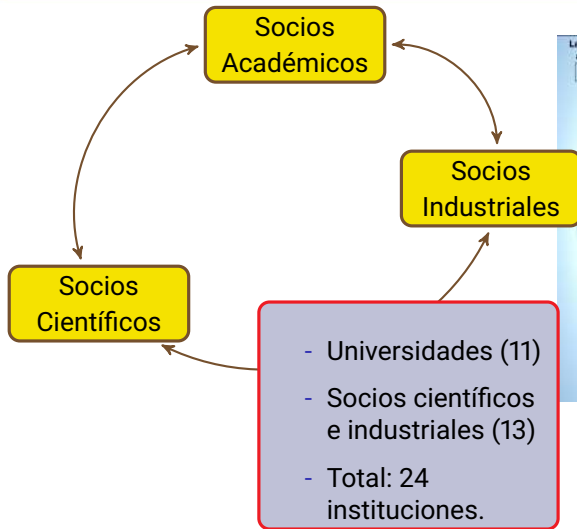 Socios
Académicos
Socios
Industriales
Socios
Científicos
- Universidades (11)
- Socios científicos
e industriales (13)
- Total: 24
instituciones.